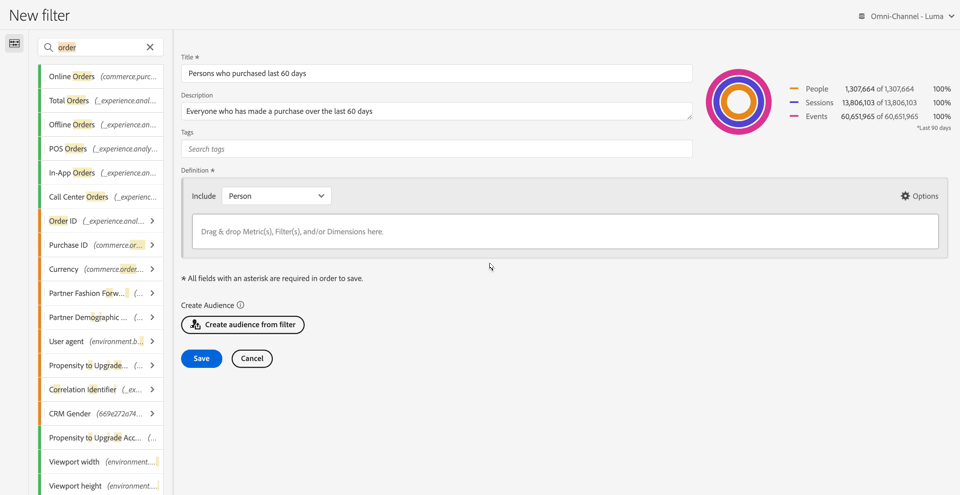 New filter
Omni-Channel - Luma
order
Online Orders (commerce.purc...
Total Orders (_experience.anal...
Offline Orders (_experience.an...
POS Orders (_experience.analy...
In-App Orders (_experience.an...
Call Center Orders (_experienc...
Order ID (_experience.anal...
Purchase ID (commerce.or...
Currency (commerce.order...
Partner Fashion Forw... (...
Partner Demographic ... (...
User agent (environment.b...
Propensity to Upgrade... (...
Correlation Identifier (_ex...
CRM Gender (669e272a74...
Propensity to Upgrade Acc... (...
Viewport width (environment....
Viewport height (environment....
Title *
Persons who purchased last 60 days
Description
Everyone who has made a purchase over the last 60 days
Tags
Search tags
People 1,307,664 of 1,307,664 100%
Sessions 13,806,103 of 13,806,103 100%
Events 60,651,965 of 60,651,965 100%
*Last 90 days
Definition *
Include Person Options
Drag & drop Metric(s), Filter(s), and/or Dimensions here.
* All fields with an asterisk are required in order to save.
Create Audience
Create audience from filter
Save Cancel